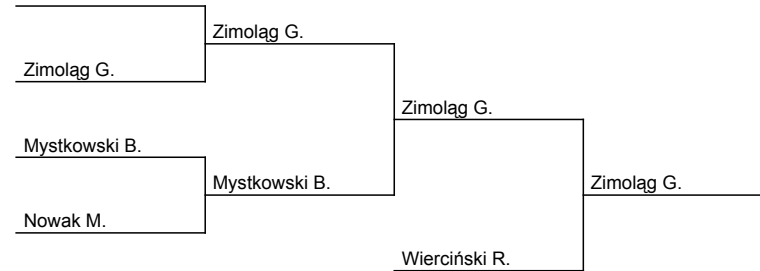 Zimoląg G.
Zimoląg G.
Mystkowski B.
Zimoląg G.
Mystkowski B.
Zimoląg G.
Nowak M.
Wierciński R.